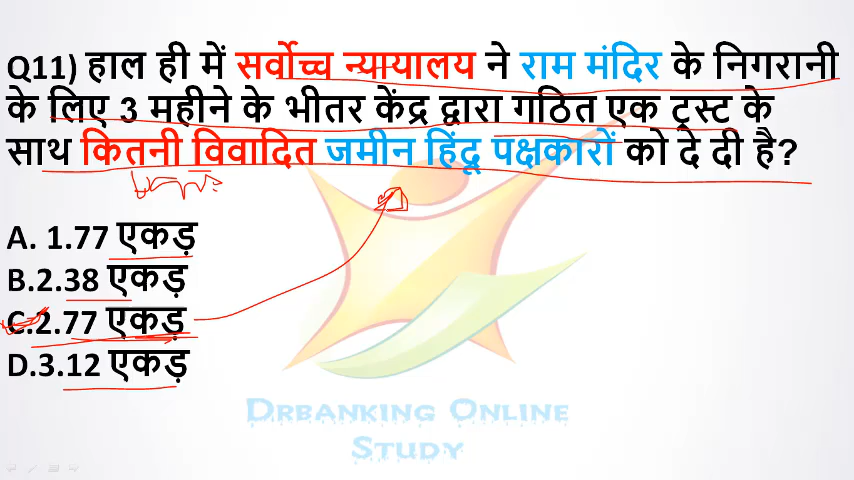 Q11) हाल ही में सर्वोच्च न्यायालय ने राम मंदिर के निगरानी
के लिए 3 महीने के भीतर केंद्र द्वारा गठित एक ट्रस्ट के
साथ कितनी विवादित जमीन हिंदू पक्षकारों को दे दी है?
A. 1.77 एकड़
B.2.38 एकड़
C.2.77 एकड़
D.3.12 एकड़
DRBANKING ONLINE
STUDY